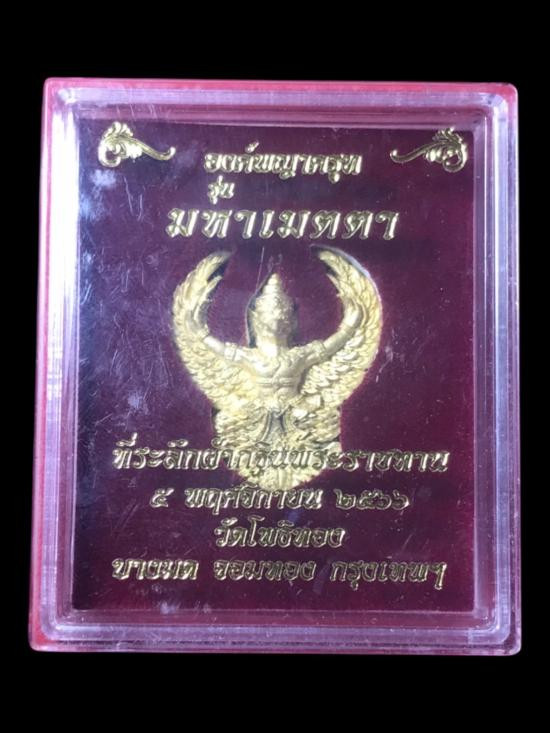 องค์พญาครุฑ
รุ่น
มหาเมตตา
ที่ระลึกผ้ากฐินพระราชทาน
๕ พฤศจิกายน ๒๕๖๖
วัดโพธิทอง
บางมด จอมทอง กรุงเทพฯ